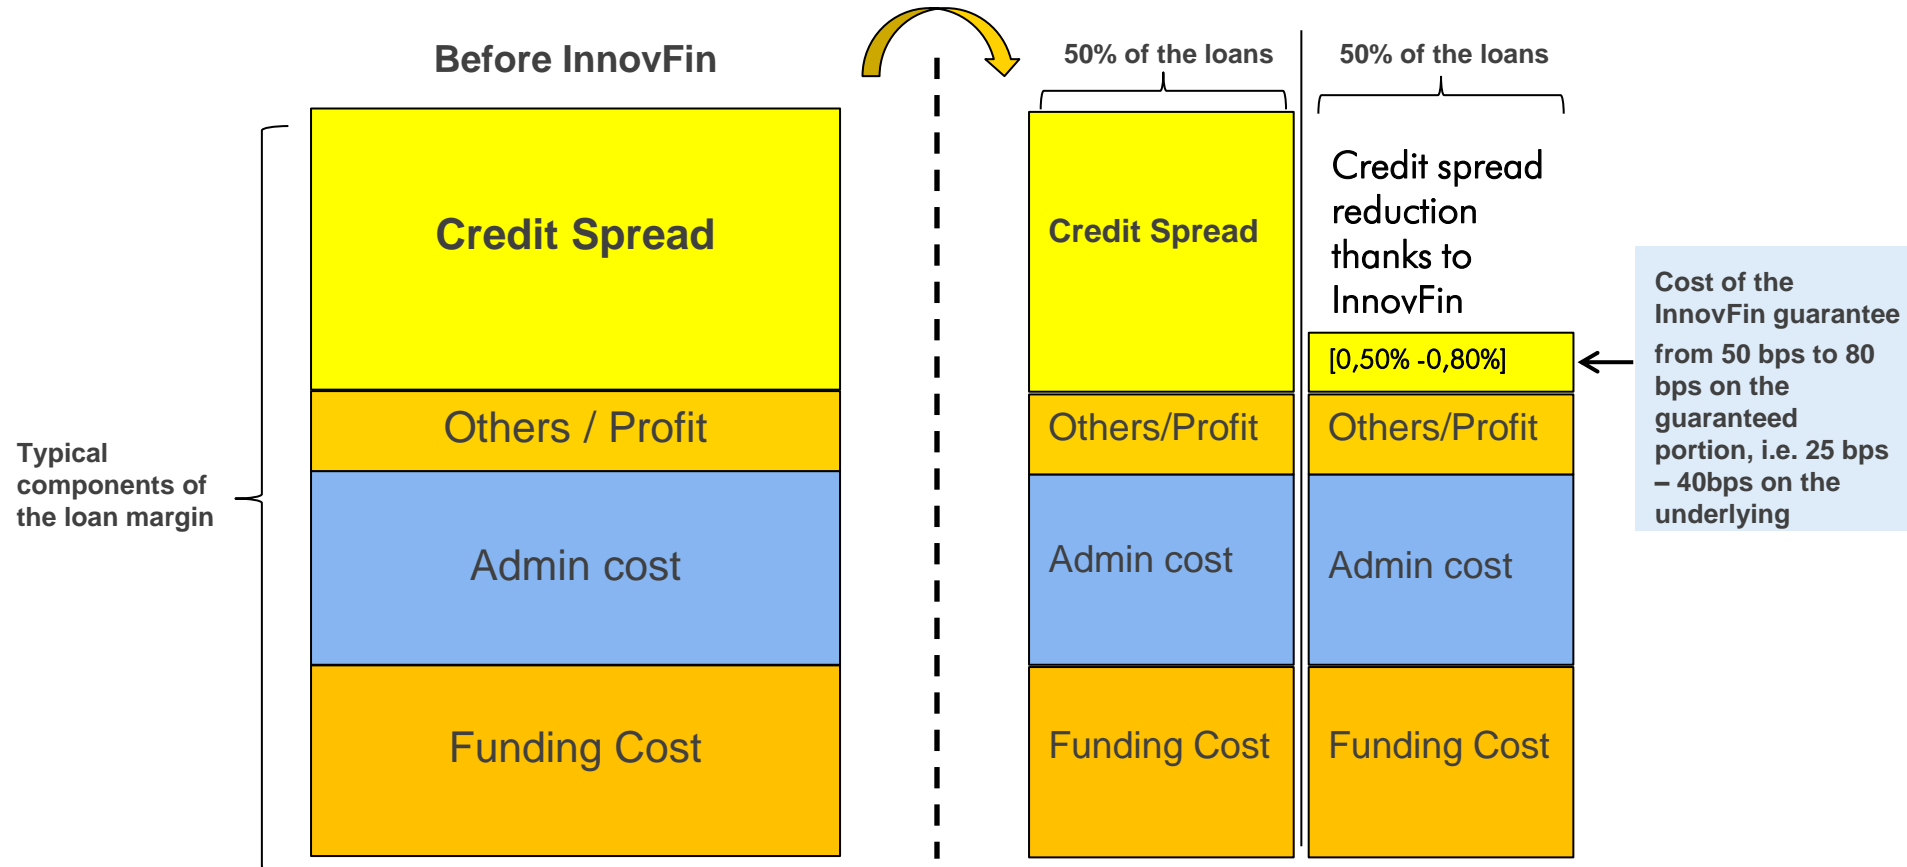 Before InnovFin
50% of the loans
50% of the loans
Typical
components of
the loan margin
Credit Spread
Others / Profit
Admin cost
Funding Cost
Credit Spread
Others/Profit
Admin cost
Funding Cost
Credit spread
reduction
thanks to
InnovFin
[0,50% -0,80%]
Others/Profit
Admin cost
Funding Cost
Cost of the
InnovFin guarantee
from 50 bps to 80
bps on the
guaranteed
portion, i.e. 25 bps
– 40bps on the
underlying